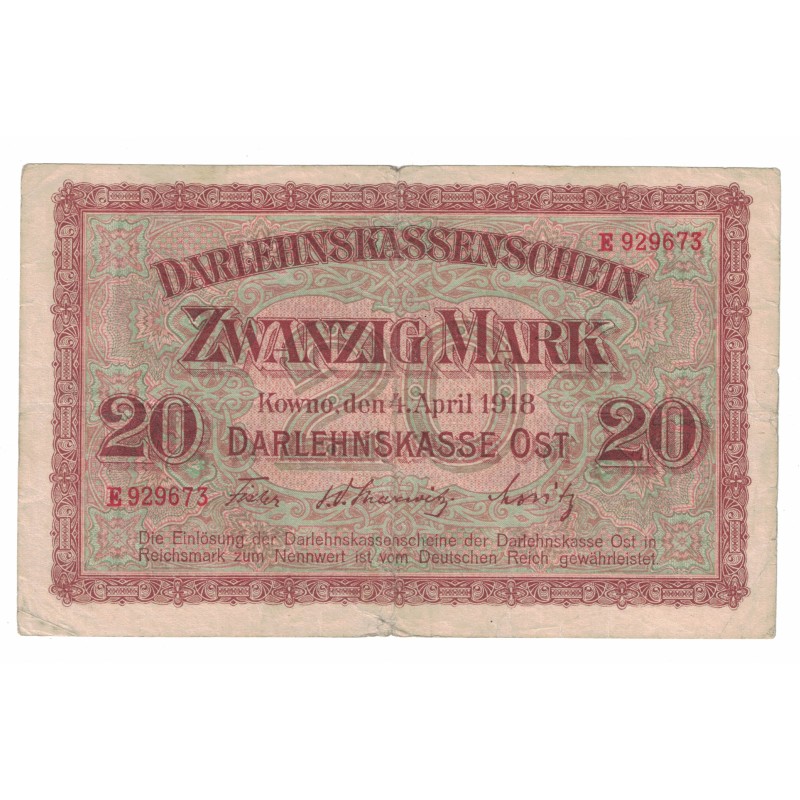 E 929673
DARLEHNSKASSENSCHEIN
ZWANZIG MARK
20 Kowno, den 4. April 1918 20
DARLEHNSKASSE OST
E 929673
Die Einlösung der Darlehnskassenscheine der Darlehnskasse Ost in
Reichsmark zum Nennwert ist vom Deutschen Reich gewährleistet